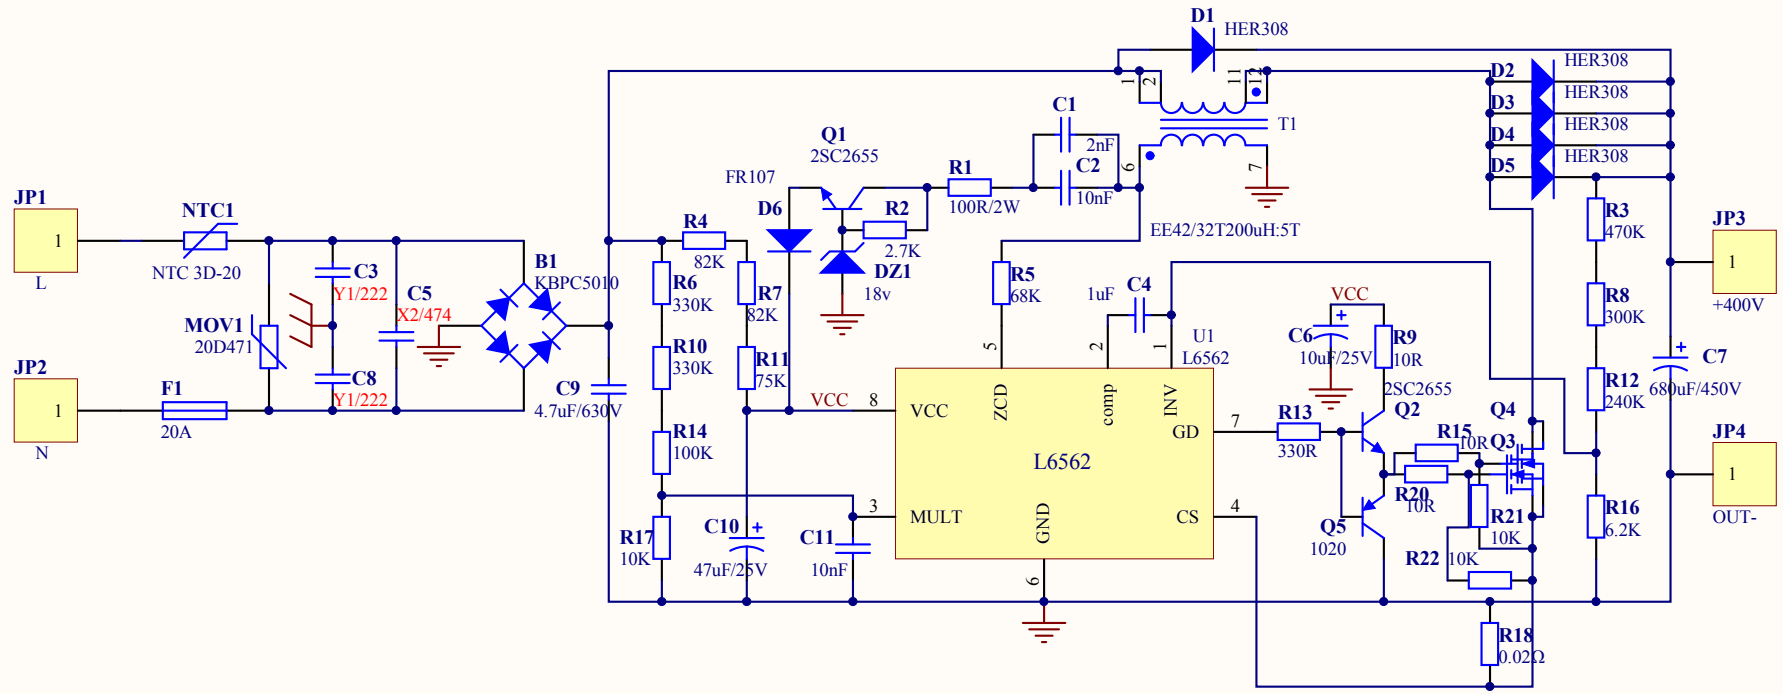 D1
HER308
HER308
D2
HER308
D3
HER308
D4
HER308
D5
1
2
11
12
T1
6
7
EE42/32T200uH:5T
C1
2nF
C2
10nF
Q1
2SC2655
FR107
D6
R1
100R/2W
R2
2.7K
DZ1
18v
JP1
1
L
NTC1
NTC 3D-20
MOV1
20D471
C3
Y1/222
C5
X2/474
C8
Y1/222
B1
KBPC5010
JP2
1
N
F1
20A
C9
4.7uF/630V
R4
82K
R6
330K
R7
82K
R10
330K
R11
75K
R14
100K
R17
10K
C10
47uF/25V
C11
10nF
VCC
R5
68K
C4
1uF
U1
L6562
5
2
1
8
VCC
ZCD
comp
INV
GD
7
L6562
3
MULT
GND
CS
4
6
VCC
C6
10uF/25V
R9
10R
2SC2655
Q2
R13
330R
Q5
1020
R15
10R
R20
10R
Q4
Q3
R21
10K
R22
10K
R18
0.02Ω
R3
470K
R8
300K
R12
240K
R16
6.2K
C7
680uF/450V
JP3
1
+400V
JP4
1
OUT-